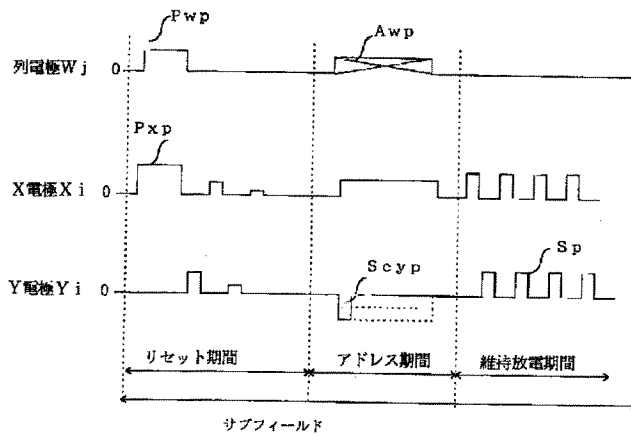 Pwp
Awp
列電極Wj 0
Pxp
X電極Xi 0
Sp
Scyp
Y電極Yi 0
リセット期間 アドレス期間 維持放電期間
サブフィールド